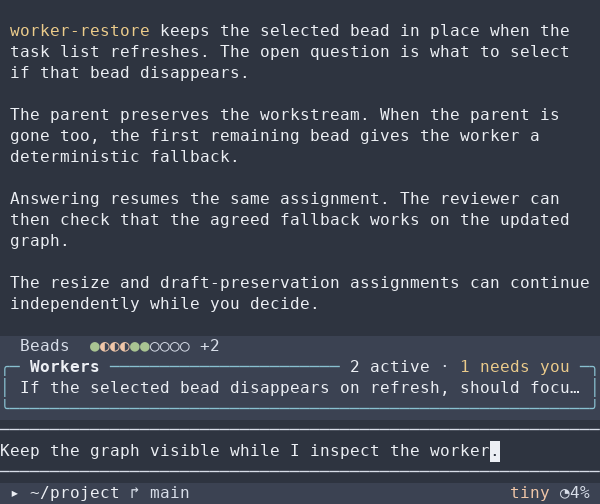 worker-restore keeps the selected bead in place when the
task list refreshes. The open question is what to select
if that bead disappears.
The parent preserves the workstream. When the parent is
gone too, the first remaining bead gives the worker a
deterministic fallback.
Answering resumes the same assignment. The reviewer can
then check that the agreed fallback works on the updated
graph.
The resize and draft-preservation assignments can continue
independently while you decide.
Beads ●◐◐◐●●○○○○ +2
Workers 2 active · 1 needs you
If the selected bead disappears on refresh, should focu…
Keep the graph visible while I inspect the worker.
▸ ~/project ↱ main tiny ◔4%